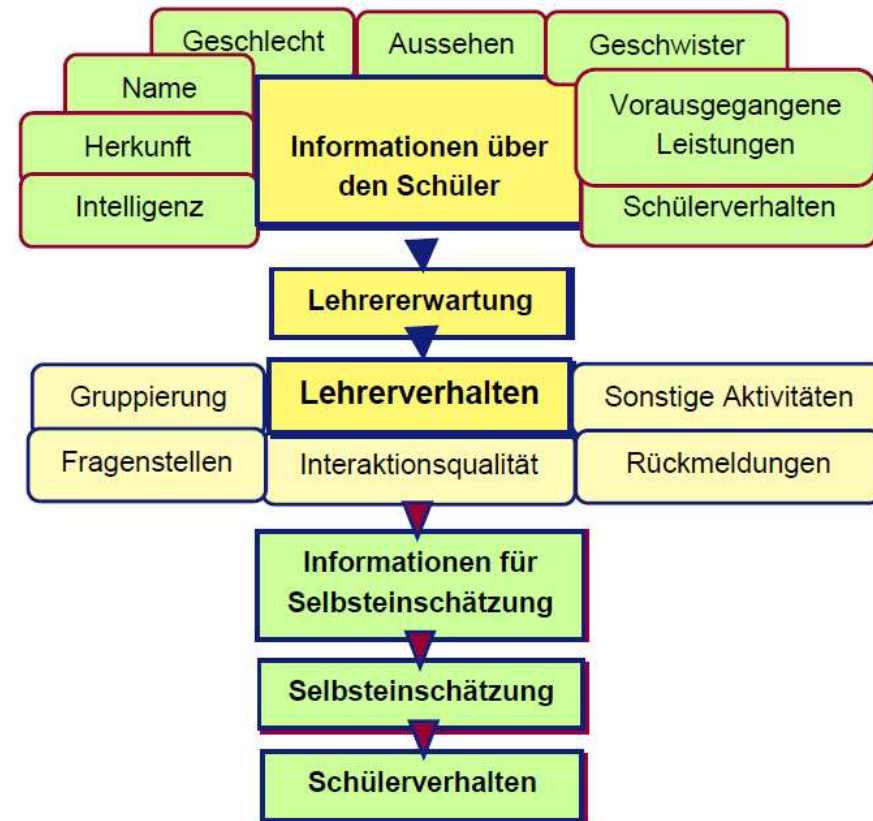 Geschlecht
Aussehen
Geschwister
Name
Vorausgegangene
Leistungen
Herkunft
Informationen über
den Schüler
Intelligenz
Schülerverhalten
Lehrererwartung
Gruppierung
Lehrerverhalten
Sonstige Aktivitäten
Fragenstellen
Interaktionsqualität
Rückmeldungen
Informationen für
Selbsteinschätzung
Selbsteinschätzung
Schülerverhalten